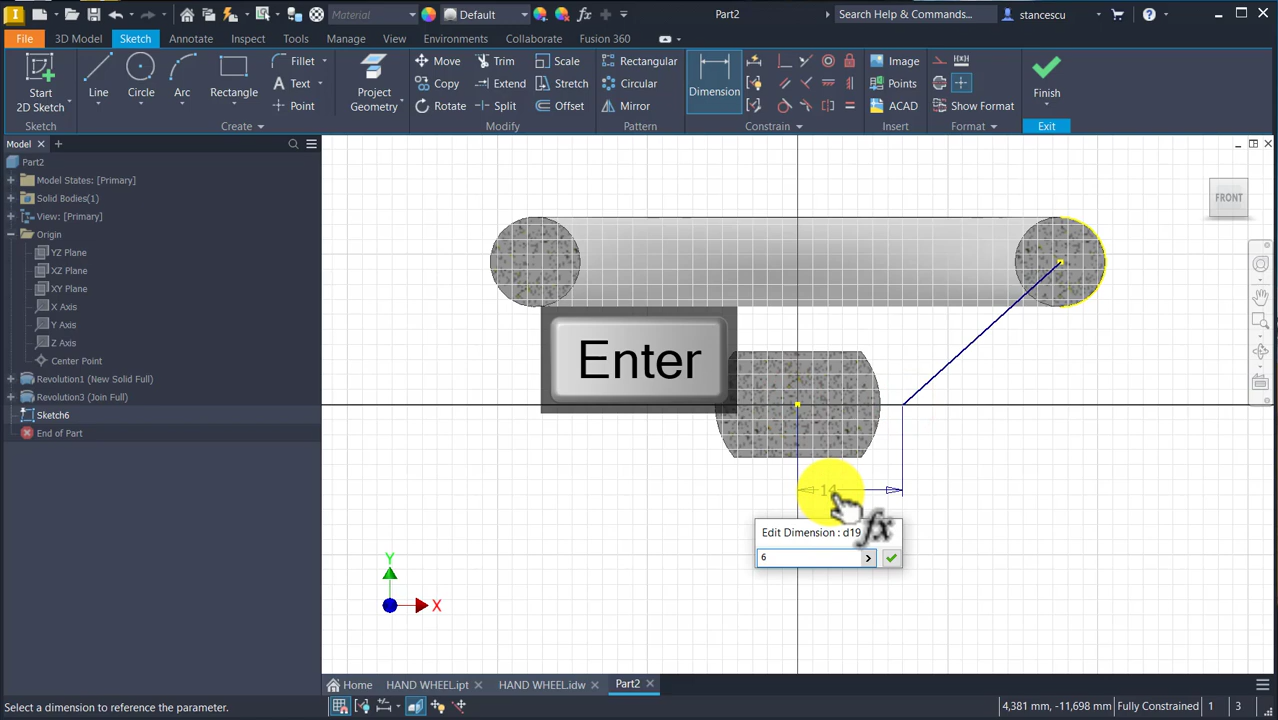 Material
Default
Part2
Search Help & Commands...
stancescu
File
3D Model
Sketch
Annotate
Inspect
Tools
Manage
View
Environments
Collaborate
Fusion 360
Start
2D Sketch
Line
Circle
Arc
Rectangle
Fillet
Text
Point
Project
Geometry
Move
Copy
Rotate
Trim
Extend
Split
Scale
Stretch
Offset
Rectangular
Circular
Mirror
Dimension
Image
Points
ACAD
Show Format
Finish
Sketch
Create
Modify
Pattern
Constrain
Insert
Format
Exit
Model
Part2
Model States: [Primary]
Solid Bodies(1)
View: [Primary]
Origin
YZ Plane
XZ Plane
XY Plane
X Axis
Y Axis
Z Axis
Center Point
Revolution1 (New Solid Full)
Revolution3 (Join Full)
Sketch6
End of Part
FRONT
Enter
14
Edit Dimension : d19
fx
6
Y
X
Home
HAND WHEEL.ipt
HAND WHEEL.idw
Part2
Select a dimension to reference the parameter.
4,381 mm, -11,698 mm
Fully Constrained
1
3